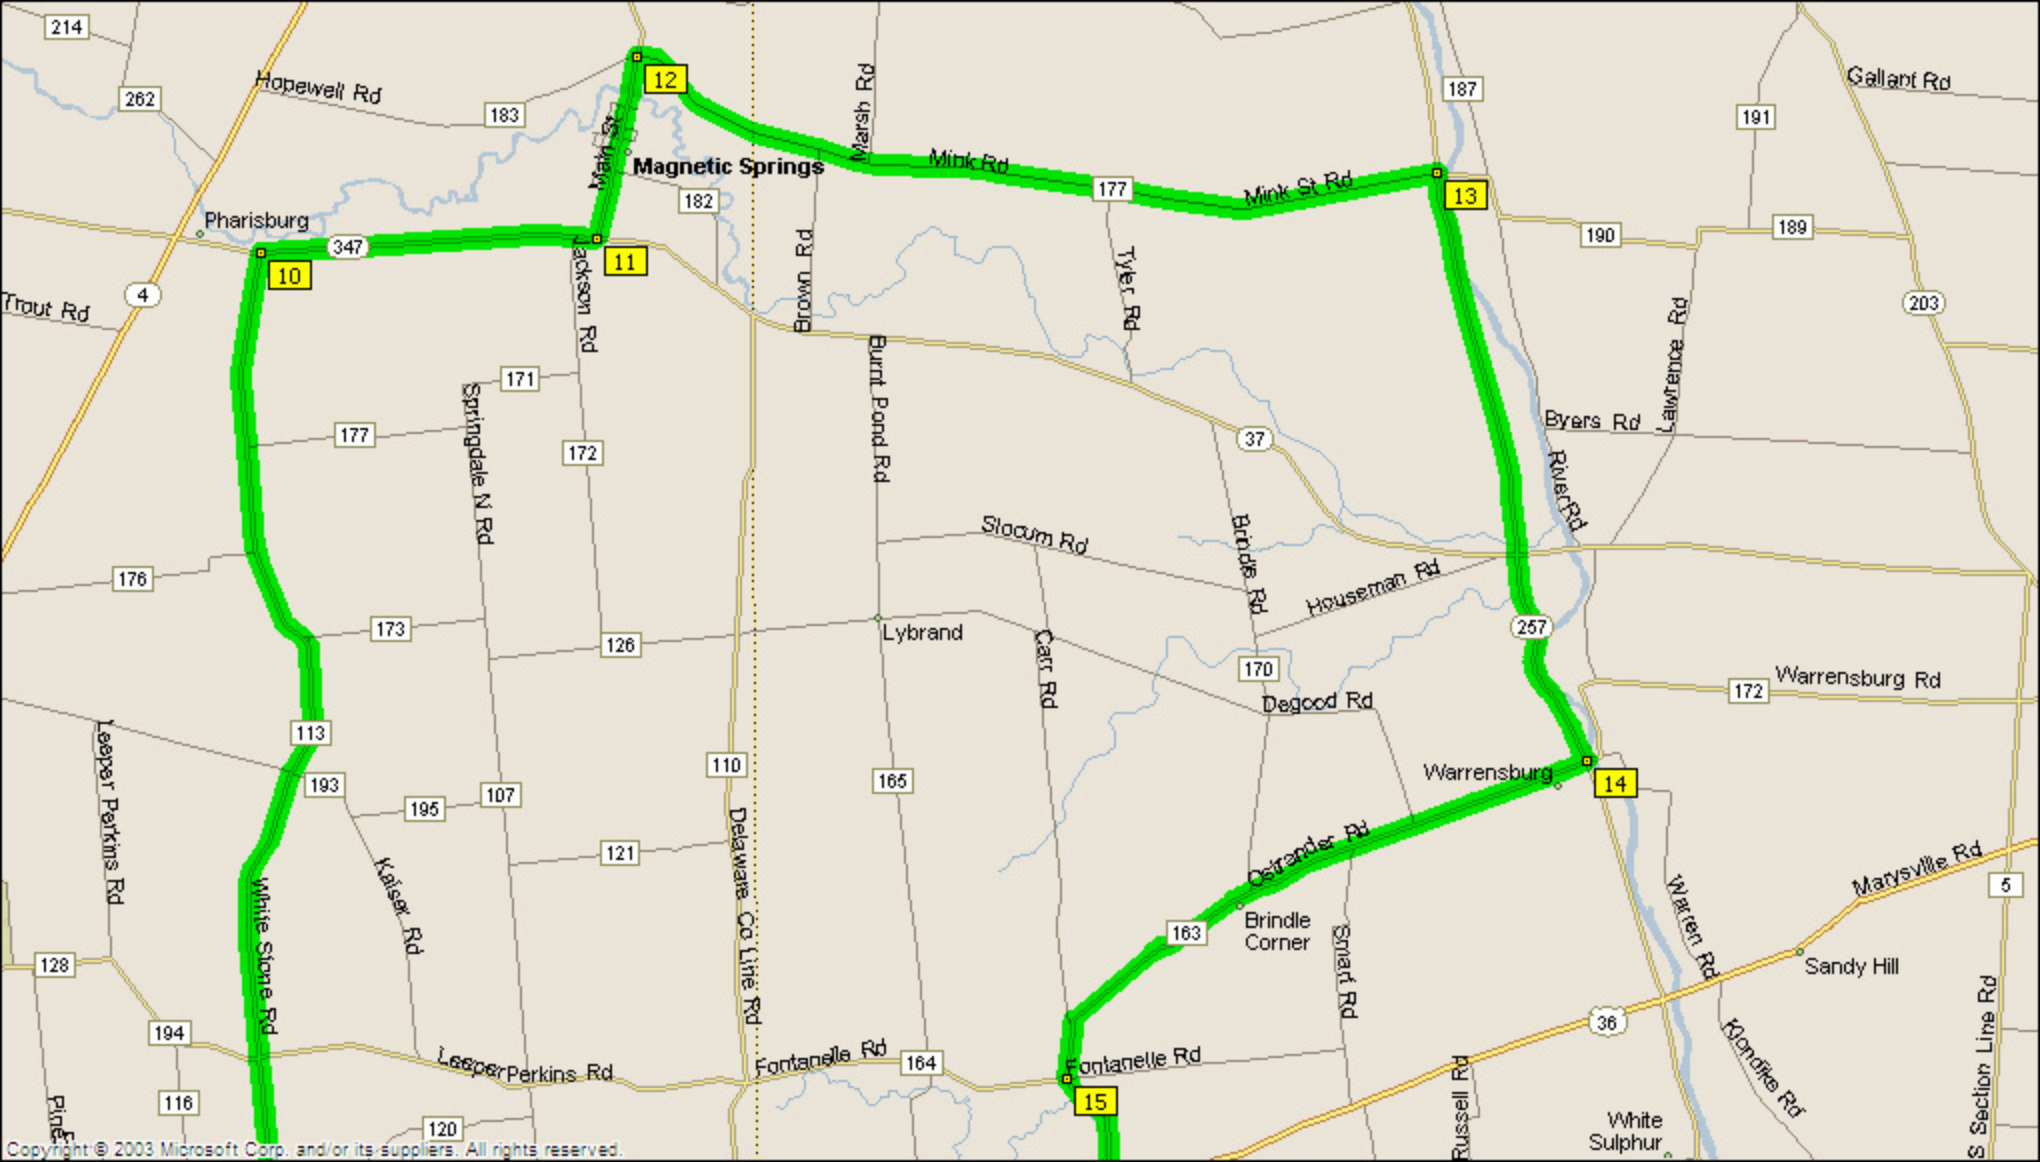 214
262
Hopewell Rd
183
12
Marsh Rd
187
Gallant Rd
191
Main St
Magnetic Springs
Mink Rd
177
Mink St Rd
13
182
Pharisburg
347
10
11
190
189
4
Trout Rd
Jackson Rd
Brown Rd
Tyler Rd
203
Lawrence Rd
171
Springdale N Rd
Burnt Pond Rd
177
172
37
Byers Rd
River Rd
176
Slocum Rd
Brindle Rd
Houseman Rd
173
126
Lybrand
257
Carr Rd
170
Degood Rd
172
Warrensburg Rd
113
Leeper Perkins Rd
193
195
107
110
165
Warrensburg
14
121
Delaware Co Line Rd
Kaiser Rd
White Stone Rd
Ostrander Rd
Marysville Rd
5
Warren Rd
163
Brindle
Corner
Smart Rd
128
Sandy Hill
194
36
Klondike Rd
S Section Line Rd
Leeper Perkins Rd
Fontanelle Rd
164
Fontanelle Rd
15
116
120
Russell Rd
White
Sulphur
Copyright © 2003 Microsoft Corp. and/or its suppliers. All rights reserved.